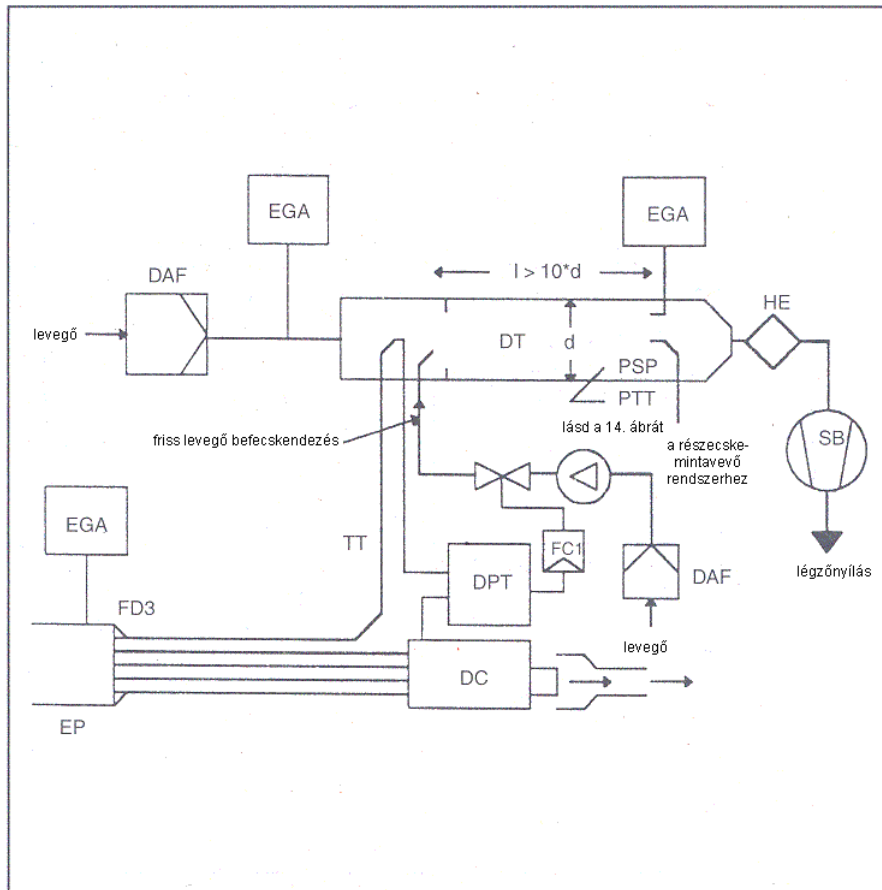 EGA
EGA
DAF
l > 10*d
HE
levegő
DT
d
PSP
PTT
lásd a 14. ábrát
a részecske-
mintavevő
rendszerhez
friss levegő befecskendezés
SB
EGA
TT
FC1
DPT
DAF
légzőnyílás
FD3
levegő
DC
EP